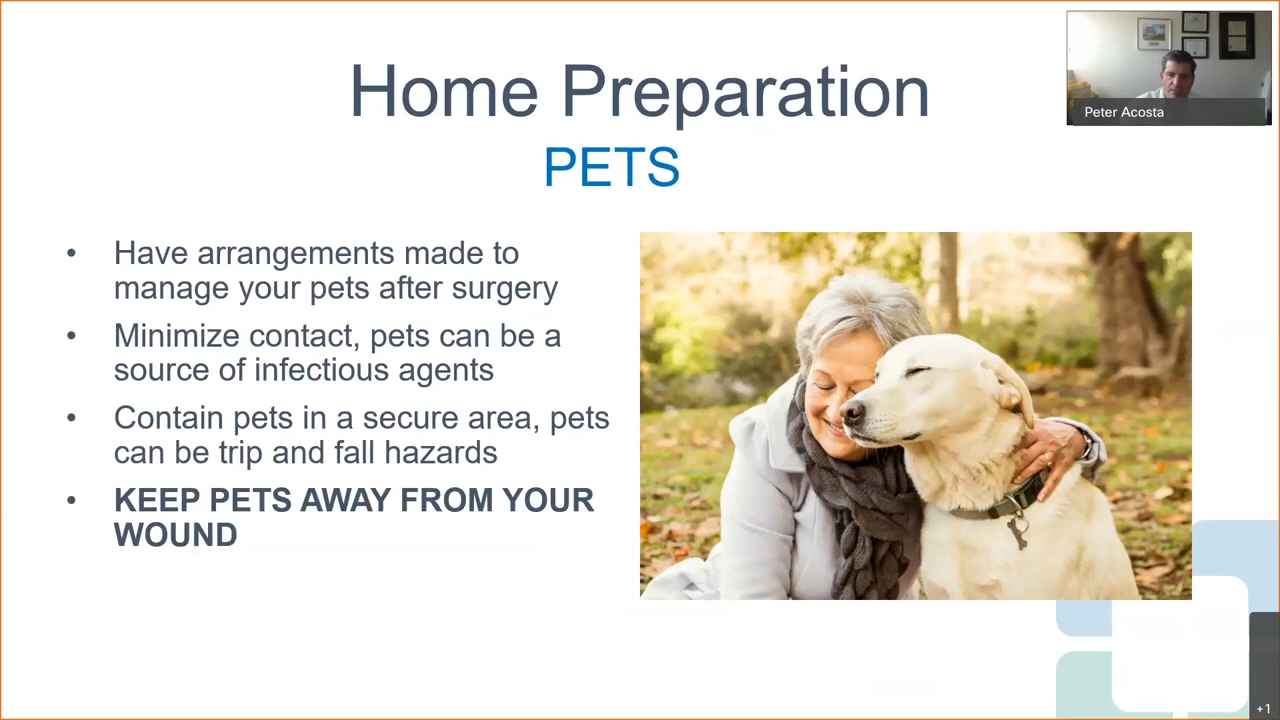 Home Preparation
PETS
• Have arrangements made to
manage your pets after surgery
• Minimize contact, pets can be a
source of infectious agents
• Contain pets in a secure area, pets
can be trip and fall hazards
• KEEP PETS AWAY FROM YOUR
WOUND
Peter Acosta
+1